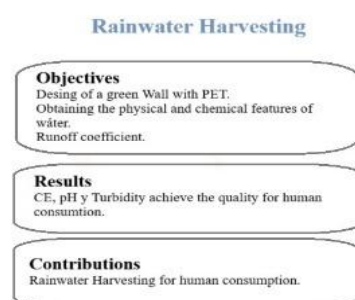 Rainwater Harvesting
Objectives
Desing of a green Wall with PET.
Obtaining the physical and chemical features of
wáter.
Runoff coefficient.
Results
CE, pH y Turbidity achieve the quality for human
consumtion.
Contributions
Rainwater Harvesting for human consumption.